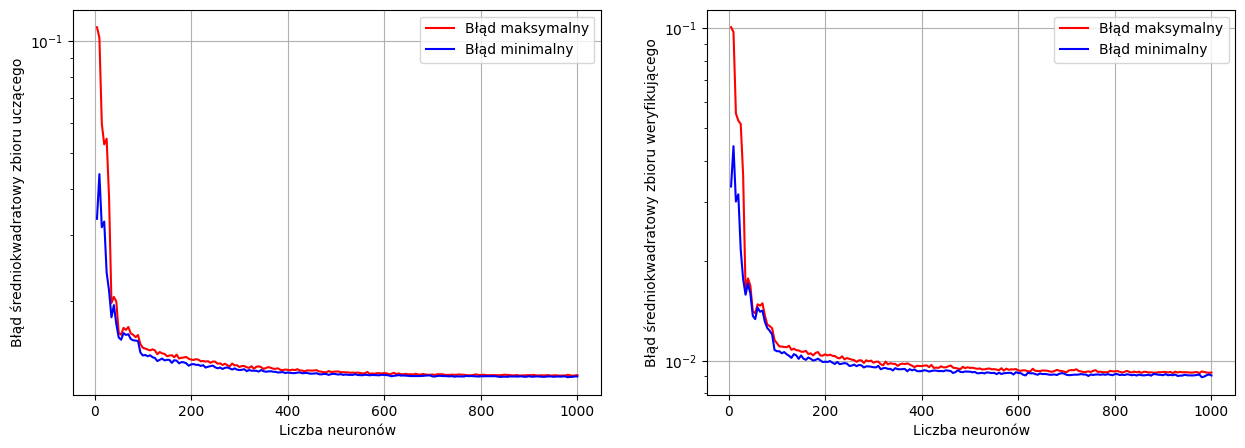 Błąd średniokwadratowy zbioru uczącego
10⁻¹
Błąd maksymalny
Błąd minimalny
0 200 400 600 800 1000
Liczba neuronów
Błąd średniokwadratowy zbioru weryfikującego
10⁻¹
10⁻²
Błąd maksymalny
Błąd minimalny
0 200 400 600 800 1000
Liczba neuronów